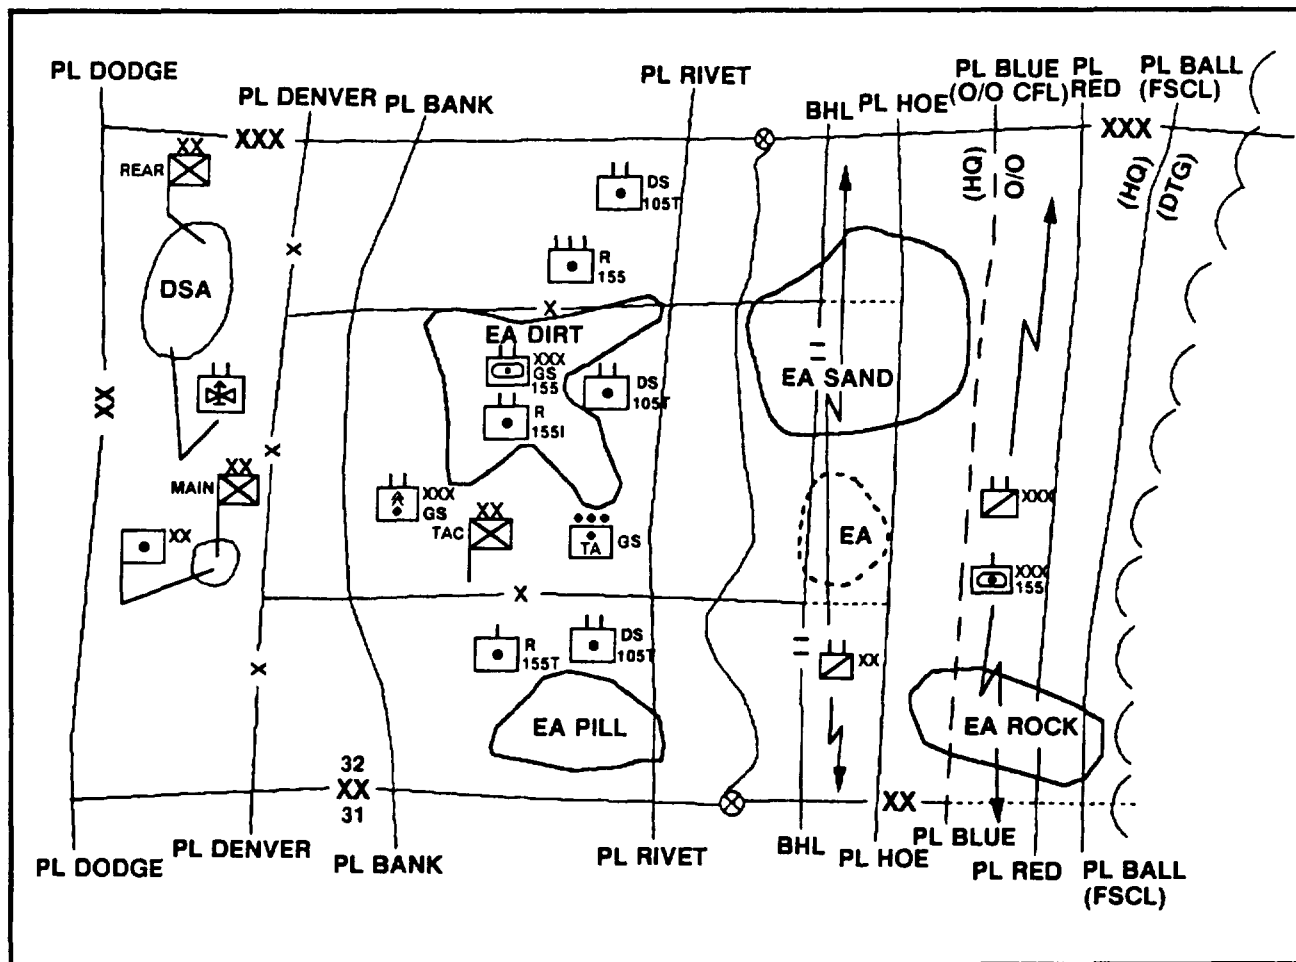 PL DODGE
PL DENVER
PL BANK
PL RIVET
BHL
PL HOE
PL BLUE
(O/O CFL)
PL
RED
PL BALL
(FSCL)
XXX
XXX
XX
REAR
DS
105T
(HQ)
O/O
(HQ)
(DTG)
X
R
155
DSA
X
EA DIRT
XXX
GS
155
EA SAND
DS
105T
XX
R
155I
X
XX
MAIN
XXX
GS
XX
TAC
XXX
EA
XX
TA
GS
XXX
155
X
R
155T
DS
105T
XX
X
EA PILL
EA ROCK
32
XX
31
XX
PL DODGE
PL DENVER
PL BANK
PL RIVET
BHL
PL HOE
PL BLUE
PL RED
PL BALL
(FSCL)